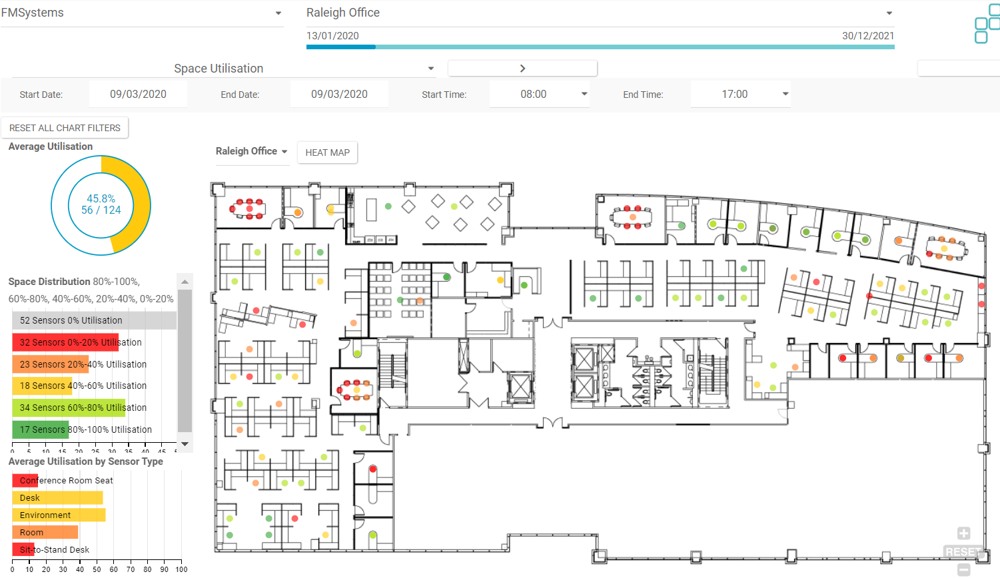 FMSystems
Raleigh Office
13/01/2020
30/12/2021
Space Utilisation
Start Date:
09/03/2020
End Date:
09/03/2020
Start Time:
08:00
End Time:
17:00
RESET ALL CHART FILTERS
Average Utilisation
45.8%
56 / 124
Raleigh Office
HEAT MAP
Space Distribution 80%-100%,
60%-80%, 40%-60%, 20%-40%, 0%-20%
52 Sensors 0% Utilisation
32 Sensors 0%-20% Utilisation
23 Sensors 20%-40% Utilisation
18 Sensors 40%-60% Utilisation
34 Sensors 60%-80% Utilisation
17 Sensors 80%-100% Utilisation
0 5 10 15 20 25 30 35 40 45
Average Utilisation by Sensor Type
Conference Room Seat
Desk
Environment
Room
Sit-to-Stand Desk
0 10 20 30 40 50 60 70 80 90 100
RESET